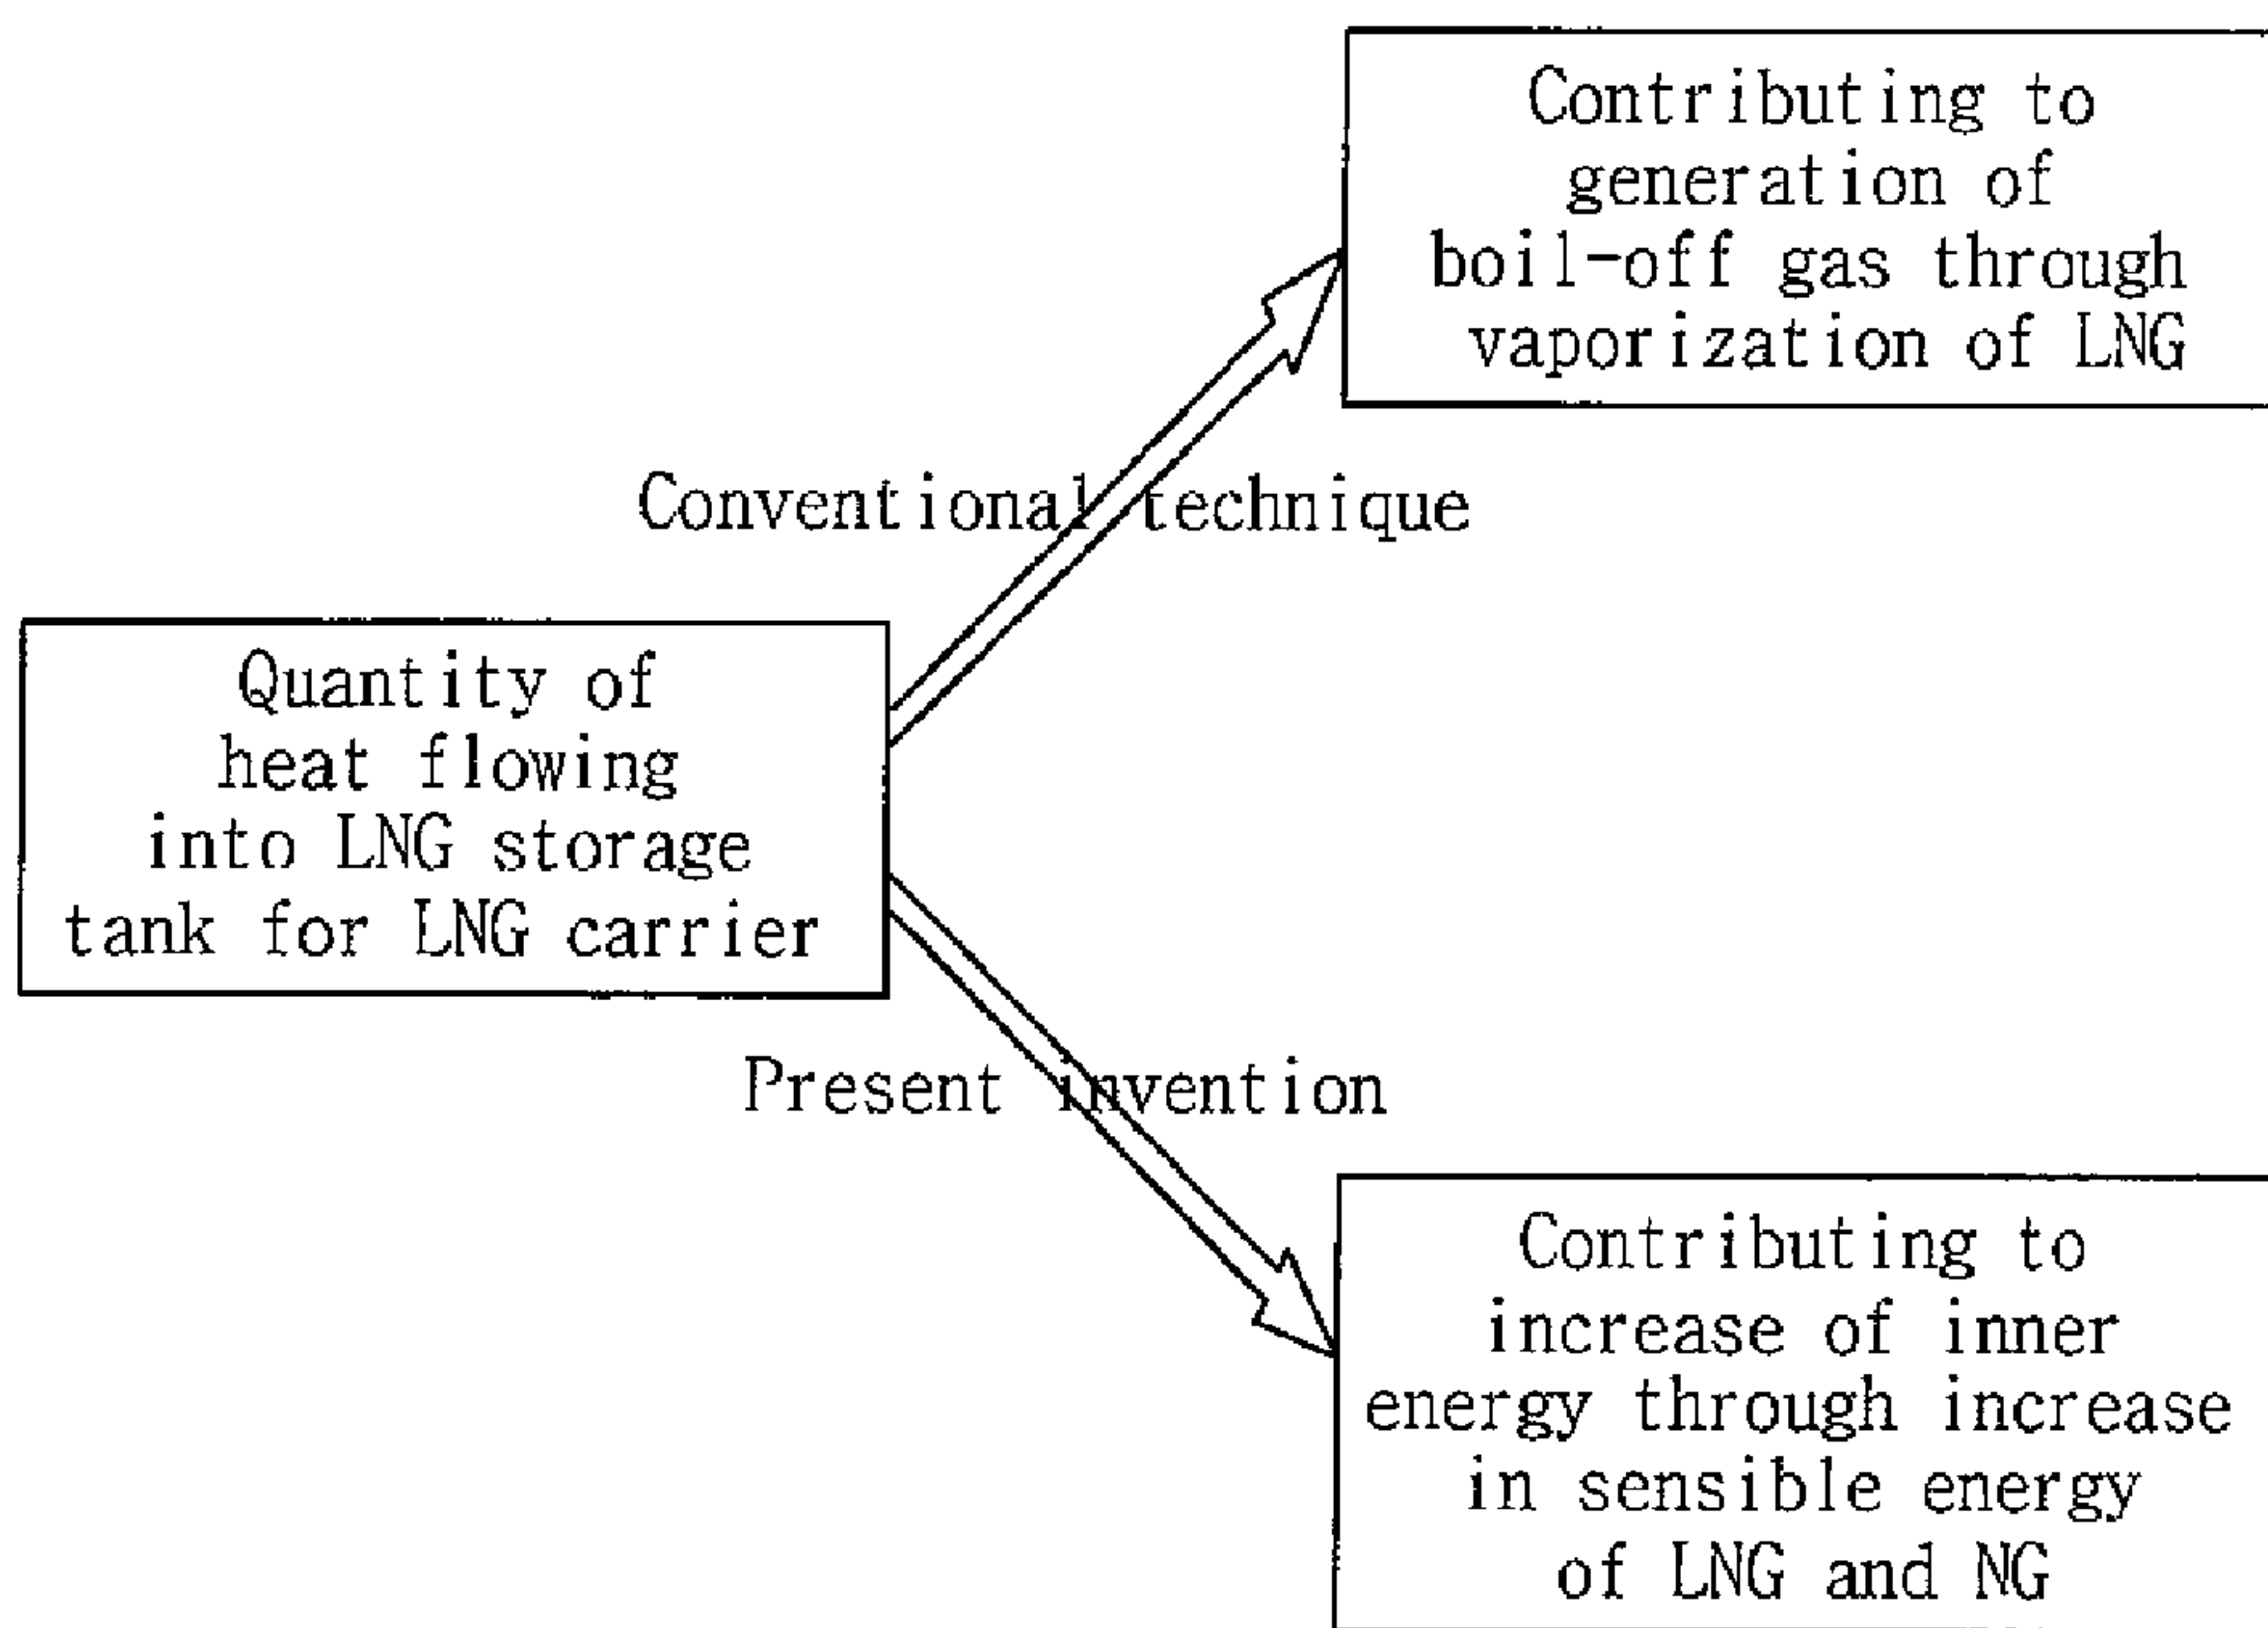 Contributing to
generation of
boil-off gas through
vaporization of LNG
Conventional technique
Quantity of
heat flowing
into LNG storage
tank for LNG carrier
Present invention
Contributing to
increase of inner
energy through increase
in sensible energy
of LNG and NG